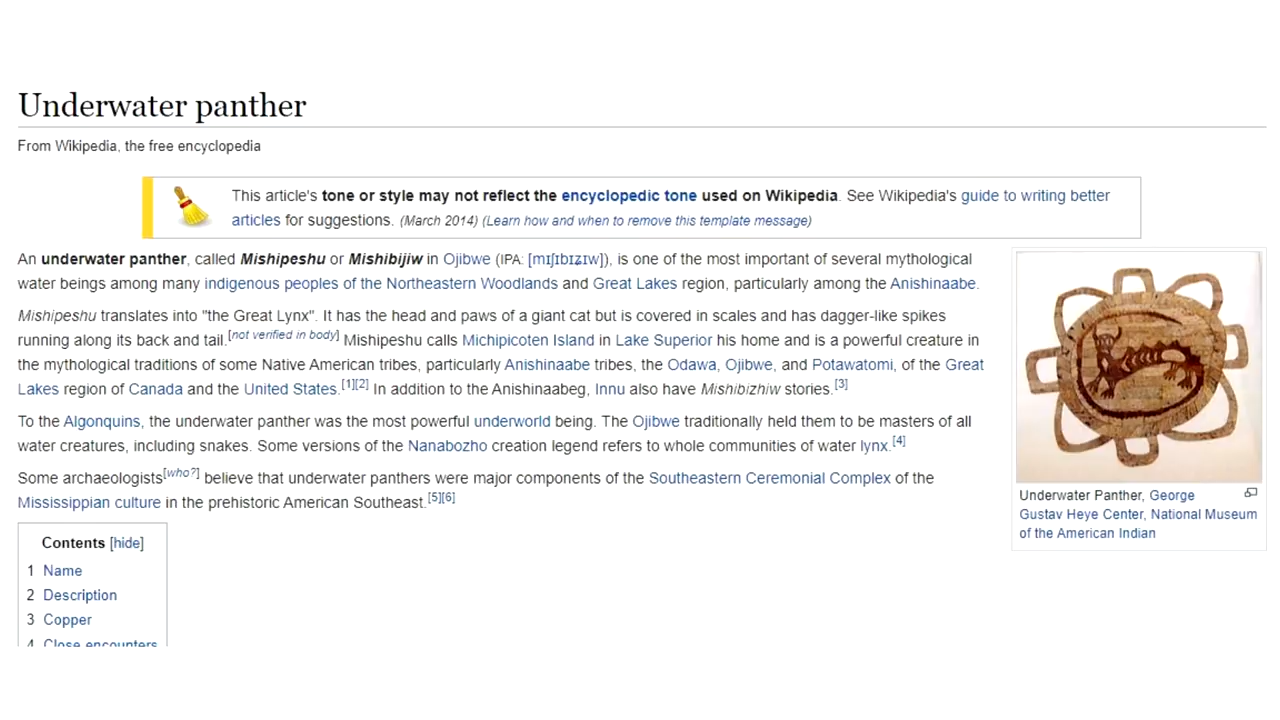 Underwater panther
From Wikipedia, the free encyclopedia
This article's tone or style may not reflect the encyclopedic tone used on Wikipedia. See Wikipedia's guide to writing better
articles for suggestions. (March 2014) (Learn how and when to remove this template message)
An underwater panther, called Mishipeshu or Mishibijiw in Ojibwe (IPA: [mɪʃɪbɪʑɪw]), is one of the most important of several mythological
water beings among many indigenous peoples of the Northeastern Woodlands and Great Lakes region, particularly among the Anishinaabe.
Mishipeshu translates into "the Great Lynx". It has the head and paws of a giant cat but is covered in scales and has dagger-like spikes
running along its back and tail.[not verified in body] Mishipeshu calls Michipicoten Island in Lake Superior his home and is a powerful creature in
the mythological traditions of some Native American tribes, particularly Anishinaabe tribes, the Odawa, Ojibwe, and Potawatomi, of the Great
Lakes region of Canada and the United States.[1][2] In addition to the Anishinaabeg, Innu also have Mishibizhiw stories.[3]
To the Algonquins, the underwater panther was the most powerful underworld being. The Ojibwe traditionally held them to be masters of all
water creatures, including snakes. Some versions of the Nanabozho creation legend refers to whole communities of water lynx.[4]
Some archaeologists[who?] believe that underwater panthers were major components of the Southeastern Ceremonial Complex of the
Mississippian culture in the prehistoric American Southeast.[5][6]
Underwater Panther, George
Gustav Heye Center, National Museum
of the American Indian
Contents [hide]
1 Name
2 Description
3 Copper
4 Close encounters